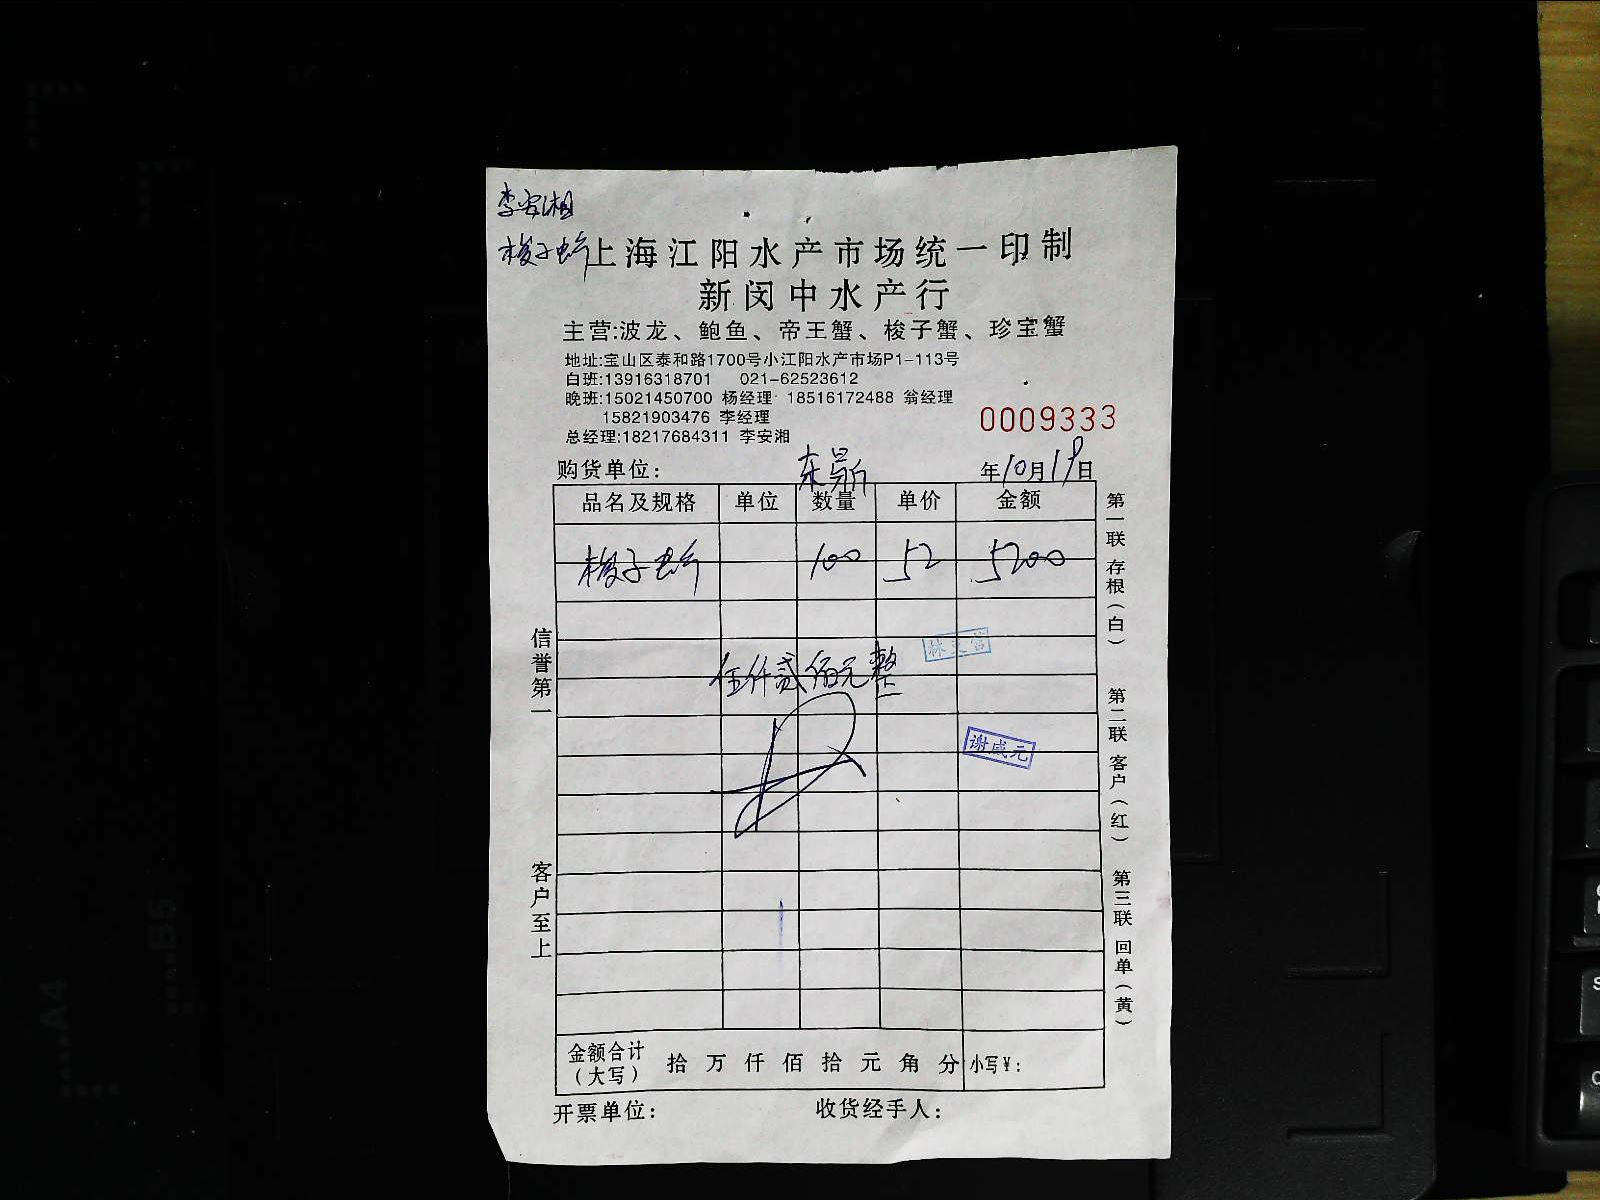 李安湘
梭子蟹
上海江阳水产市场统一印制
新闵中水产行
主营:波龙、鲍鱼、帝王蟹、梭子蟹、珍宝蟹
地址:宝山区泰和路1700号小江阳水产市场P1-113号
白班:13916318701 021-62523612
晚班:15021450700 杨经理 18516172488 翁经理
15821903476 李经理
总经理:18217684311 李安湘
0009333
购货单位: 年10月19日
品名及规格 单位 数量 单价 金额
梭子蟹 100 52 5200
伍仟贰佰元整
谢咸元
金额合计(大写) 拾 万 仟 佰 拾 元 角 分 小写¥:
开票单位: 收货经手人:
信誉第一
客户至上
第一联 存根(白)
第二联 客户(红)
第三联 回单(黄)
B5
A4